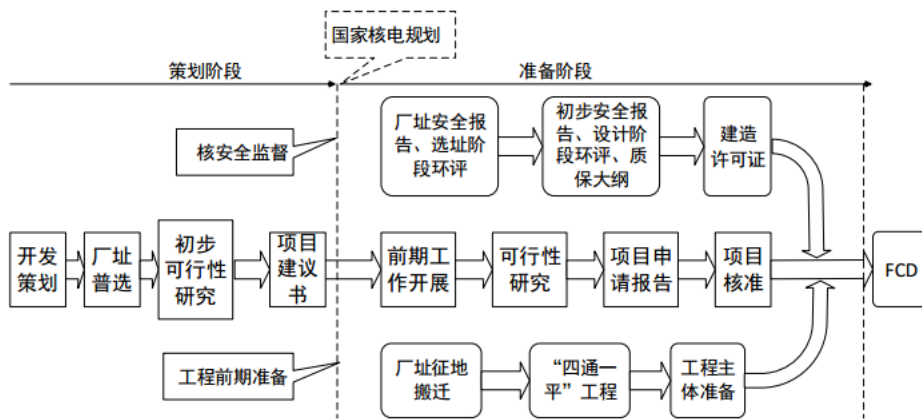 国家核电规划
策划阶段
准备阶段
核安全监督
厂址安全报
告、选址阶
段环评
初步安全报
告、设计阶
段环评、质
保大纲
建造
许可证
开发
策划
厂址
普选
初步
可行性
研究
项目
建议
书
前期工
作开展
可行性
研究
项目申
请报告
项目
核准
FCD
工程前期准备
厂址征地
搬迁
“四通一
平”工程
工程主
体准备